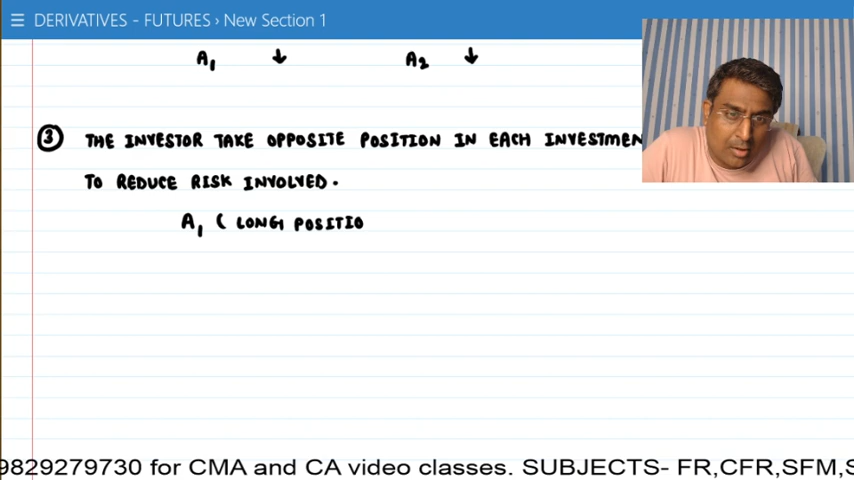 ☰ DERIVATIVES - FUTURES › New Section 1
A1 ↓ A2 ↓
③ THE INVESTOR TAKE OPPOSITE POSITION IN EACH INVESTMEN
TO REDUCE RISK INVOLVED.
A1 ( LONG POSITIO
9829279730 for CMA and CA video classes. SUBJECTS- FR,CFR,SFM,S